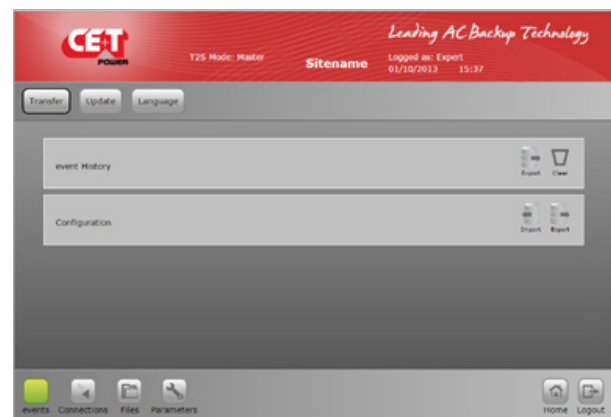 CE+T
POWER
Leading AC Backup Technology
T2S Mode: Master
Sitename
Logged as: Expert
01/10/2013 15:37
Transfer Update Language
event History
Export Clear
Configuration
Import Export
events Connections Files Parameters
Home Logout